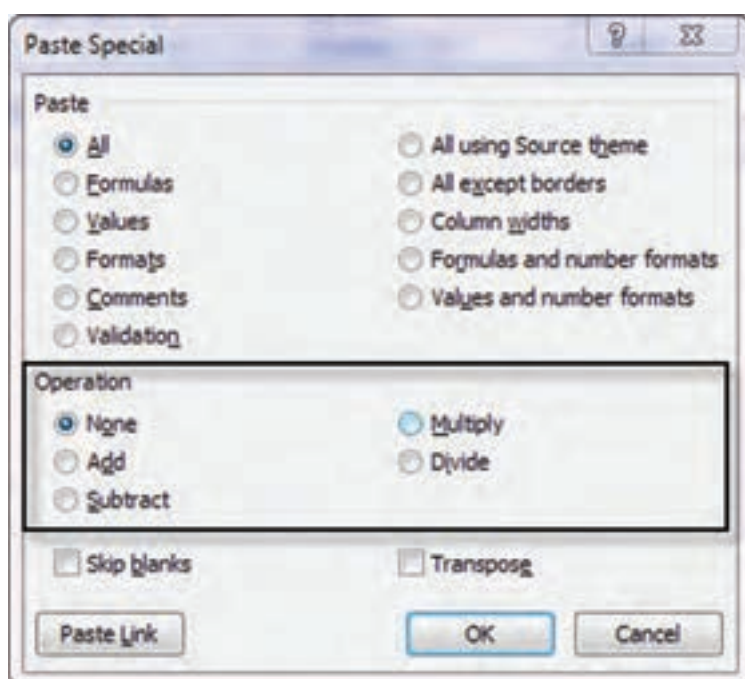 Paste Special
Paste
All
All using Source theme
Formulas
All except borders
Values
Column widths
Formats
Formulas and number formats
Comments
Values and number formats
Validation
Operation
None
Multiply
Add
Divide
Subtract
Skip blanks
Transpose
Paste Link
OK
Cancel